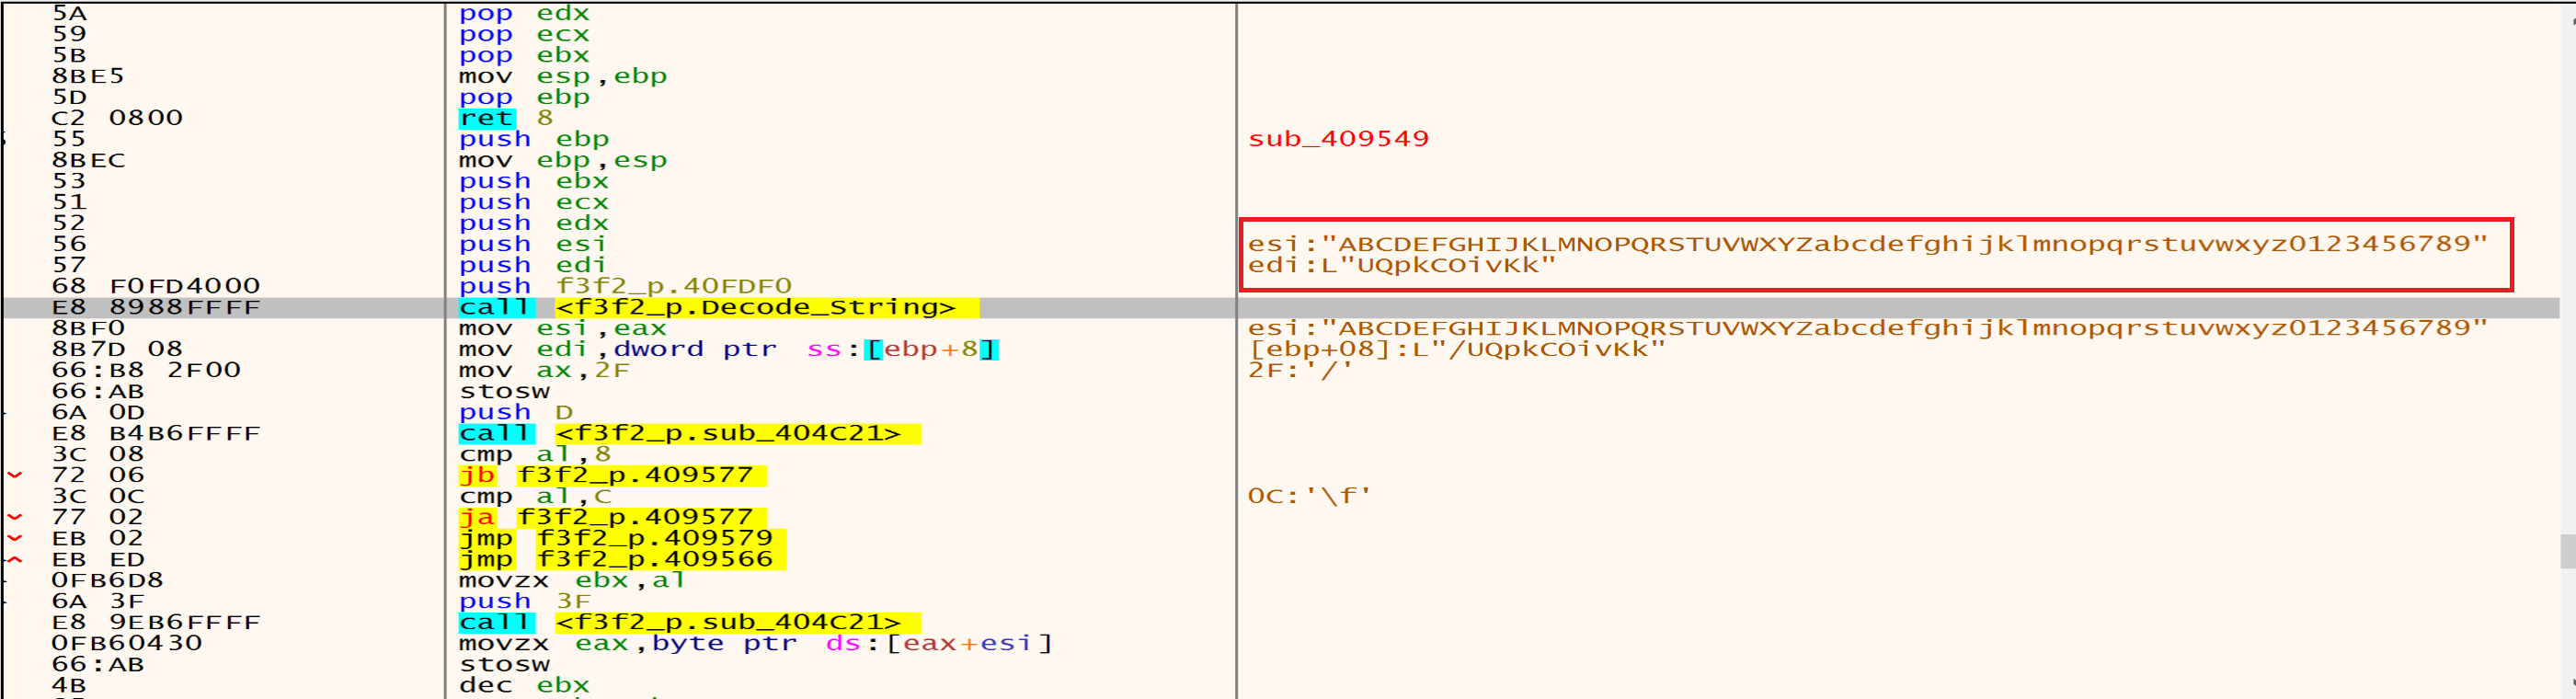 5A pop edx
59 pop ecx
5B pop ebx
8BE5 mov esp,ebp
5D pop ebp
C2 0800 ret 8
55 push ebp sub_409549
8BEC mov ebp,esp
53 push ebx
51 push ecx
52 push edx
56 push esi esi:"ABCDEFGHIJKLMNOPQRSTUVWXYZabcdefghijklmnopqrstuvwxyz0123456789"
57 push edi edi:L"UQpkCOivKk"
68 F0FD4000 push f3f2_p.40FDF0
E8 8988FFFF call <f3f2_p.Decode_String>
8BF0 mov esi,eax esi:"ABCDEFGHIJKLMNOPQRSTUVWXYZabcdefghijklmnopqrstuvwxyz0123456789"
8B7D 08 mov edi,dword ptr ss:[ebp+8] [ebp+08]:L"/UQpkCOivKk"
66:B8 2F00 mov ax,2F 2F:'/'
66:AB stosw
6A 0D push D
E8 B4B6FFFF call <f3f2_p.sub_404C21>
3C 08 cmp al,8
72 06 jb f3f2_p.409577
3C 0C cmp al,C 0C:'\f'
77 02 ja f3f2_p.409577
EB 02 jmp f3f2_p.409579
EB ED jmp f3f2_p.409566
0FB6D8 movzx ebx,al
6A 3F push 3F
E8 9EB6FFFF call <f3f2_p.sub_404C21>
0FB60430 movzx eax,byte ptr ds:[eax+esi]
66:AB stosw
4B dec ebx